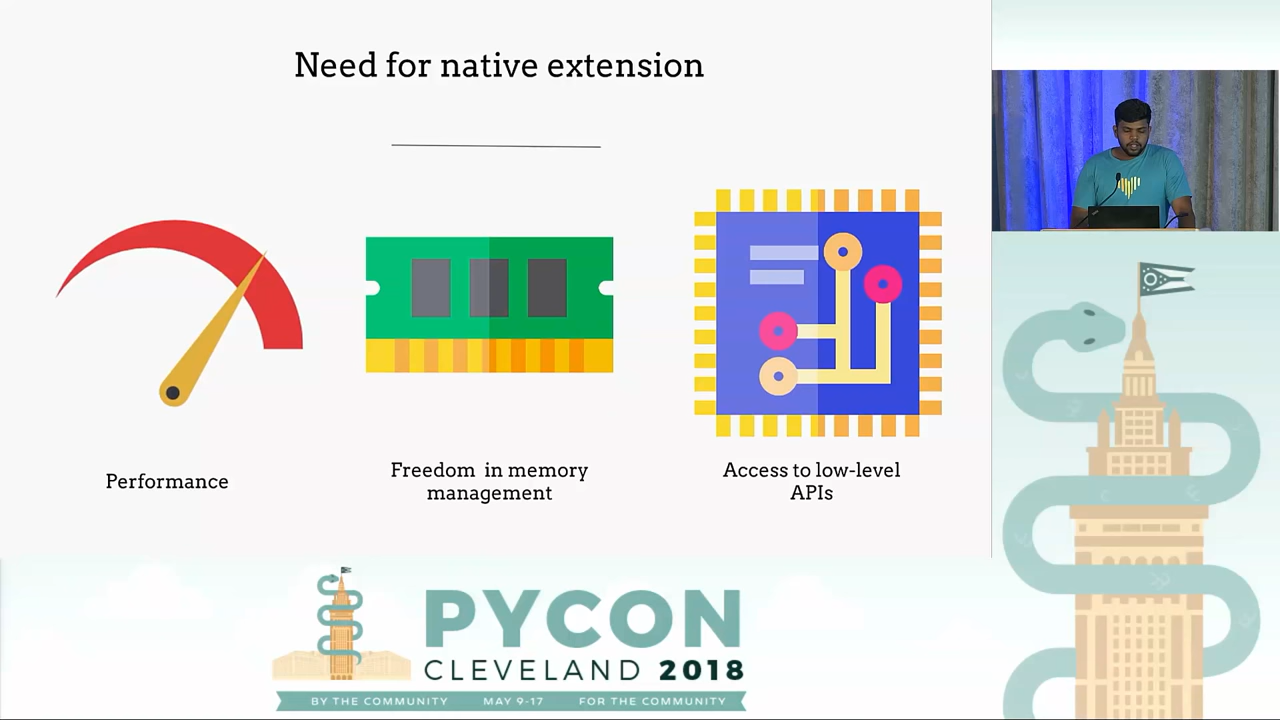 Need for native extension
Performance
Freedom in memory
management
Access to low-level
APIs
PYCON
CLEVELAND 2018
BY THE COMMUNITY MAY 9-17 FOR THE COMMUNITY